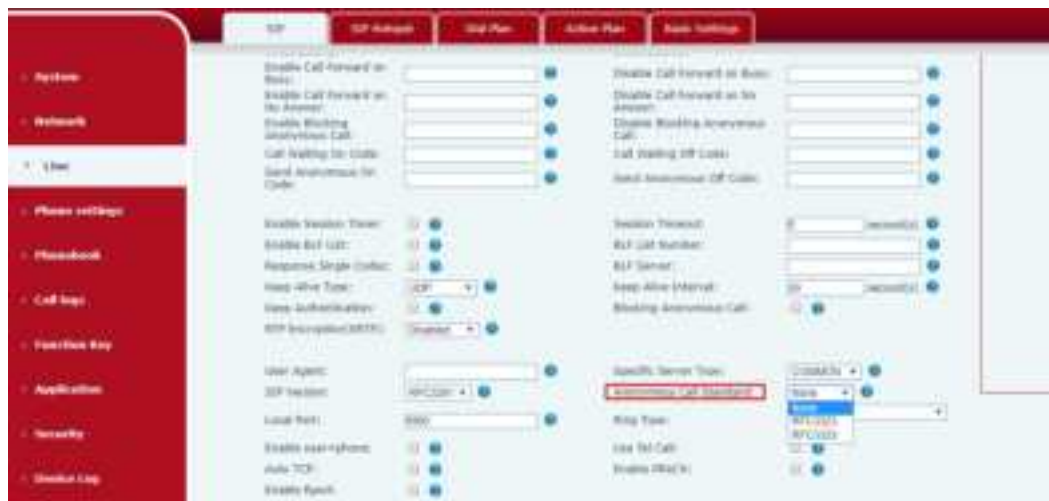 SIP
SIP Hotspot
Dial Plan
Action Plan
Basic Settings
System
Network
Line
Phone settings
Phonebook
Call logs
Function Key
Application
Security
Device Log
Enable Call Forward on Busy:
Disable Call Forward on Busy:
Enable Call Forward on No Answer:
Disable Call Forward on No Answer:
Enable Blocking Anonymous Call:
Disable Blocking Anonymous Call:
Call Waiting On Code:
Call Waiting Off Code:
Send Anonymous On Code:
Send Anonymous Off Code:
Enable Session Timer:
Session Timeout:
second(s)
Enable BLF List:
BLF List Number:
Response Single Codec:
BLF Server:
Keep Alive Type:
UDP
Keep Alive Interval:
second(s)
Keep Authentication:
Blocking Anonymous Call:
RTP Encryption(SRTP):
Disabled
User Agent:
Specific Server Type:
COMMON
SIP Version:
RFC3261
Anonymous Call Standard:
None
None
Local Port:
5060
Ring Type:
Enable user=phone:
Use Tel Call:
Auto TCP:
Enable PRACK:
Enable Rport: